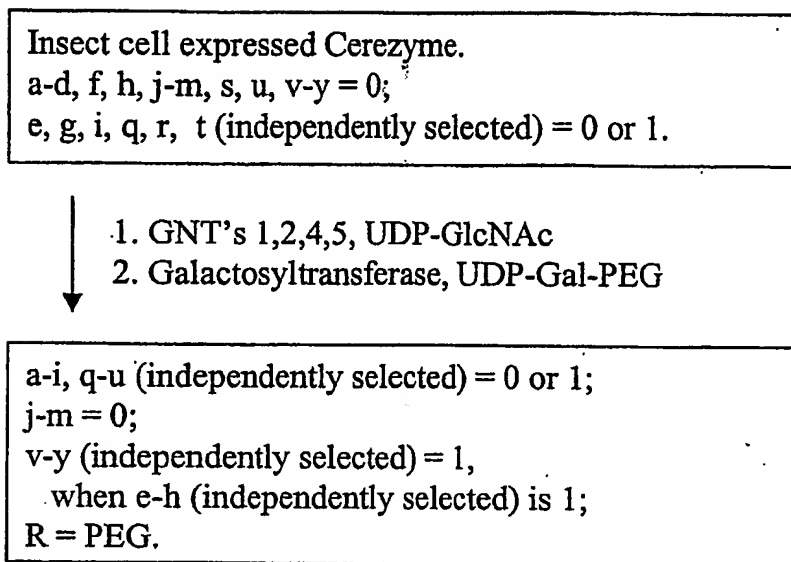 Insect cell expressed Cerezyme.
a-d, f, h, j-m, s, u, v-y = 0;
e, g, i, q, r, t (independently selected) = 0 or 1.
1. GNT's 1,2,4,5, UDP-GlcNAc
2. Galactosyltransferase, UDP-Gal-PEG
a-i, q-u (independently selected) = 0 or 1;
j-m = 0;
v-y (independently selected) = 1,
when e-h (independently selected) is 1;
R = PEG.